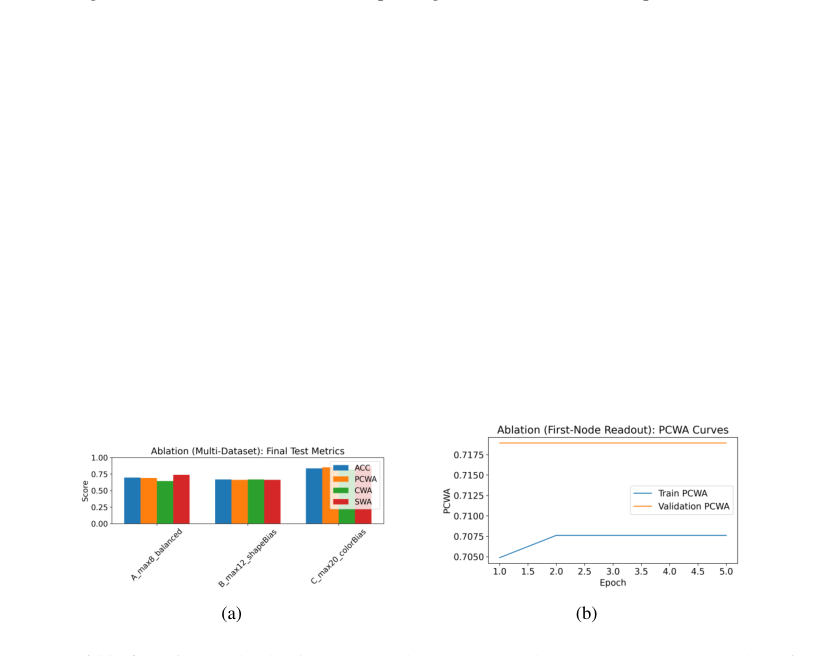 Ablation (Multi-Dataset): Final Test Metrics
1.00
0.75
0.50
0.25
0.00
Score
ACC
PCWA
CWA
SWA
A_max8_balanced
B_max12_shapeBias
C_max20_colorBias
(a)
Ablation (First-Node Readout): PCWA Curves
0.7175
0.7150
0.7125
0.7100
0.7075
0.7050
PCWA
Train PCWA
Validation PCWA
1.0 1.5 2.0 2.5 3.0 3.5 4.0 4.5 5.0
Epoch
(b)